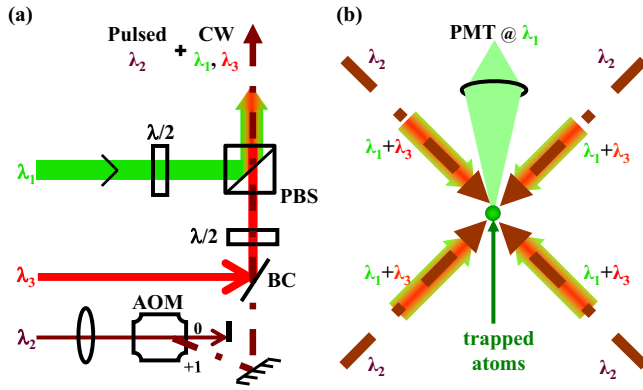 (a)
Pulsed + CW
λ₂ λ₁, λ₃
λ/2
λ₁
PBS
λ/2
λ₃
BC
AOM
λ₂
0
+1
(b)
PMT @ λ₁
λ₂
λ₂
λ₁+λ₃
λ₁+λ₃
λ₁+λ₃
λ₁+λ₃
trapped
atoms
λ₂
λ₂